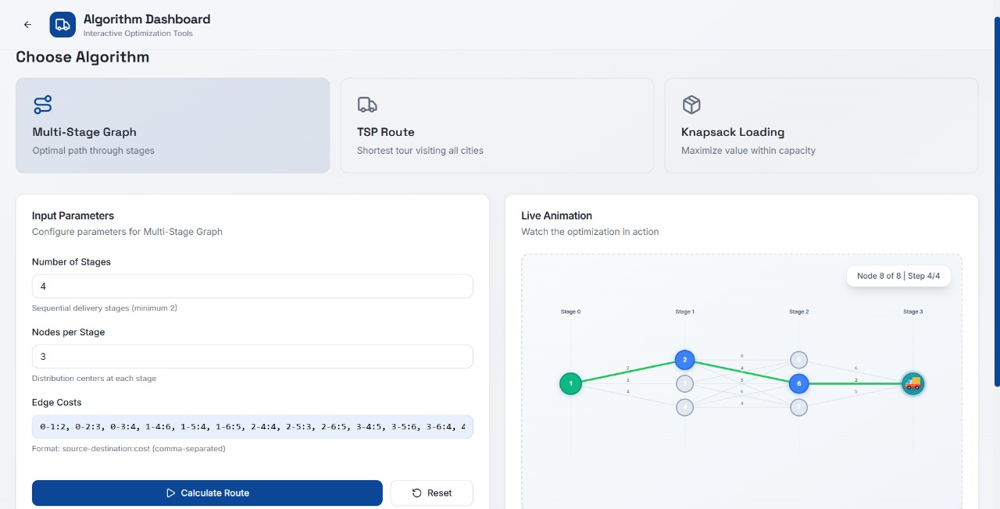 Algorithm Dashboard
Interactive Optimization Tools
Choose Algorithm
Multi-Stage Graph
Optimal path through stages
TSP Route
Shortest tour visiting all cities
Knapsack Loading
Maximize value within capacity
Input Parameters
Configure parameters for Multi-Stage Graph
Number of Stages
4
Sequential delivery stages (minimum 2)
Nodes per Stage
3
Distribution centers at each stage
Edge Costs
0-1:2, 0-2:3, 0-3:4, 1-4:6, 1-5:4, 1-6:5, 2-4:4, 2-5:3, 2-6:5, 3-4:5, 3-5:6, 3-6:4, 4
Format: source-destination:cost (comma-separated)
Calculate Route
Reset
Live Animation
Watch the optimization in action
Node 8 of 8 | Step 4/4
Stage 0 Stage 1 Stage 2 Stage 3
2 6
2 4 6
1 3 3 5 6 2
4 6 5
4 4 7